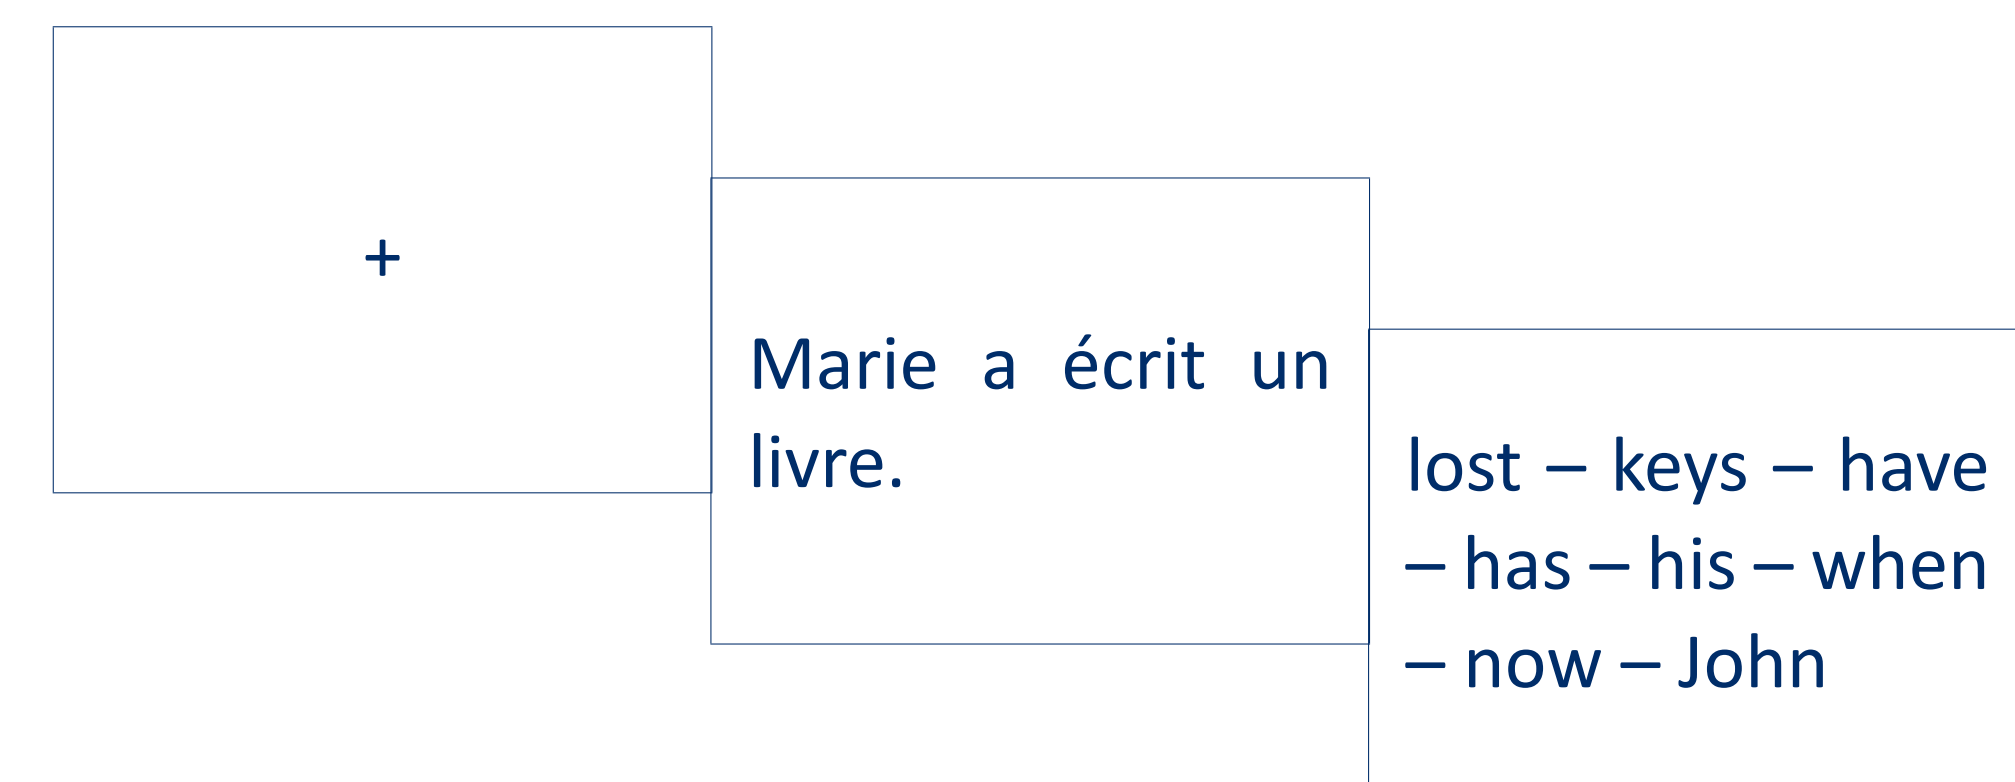 +
Marie a écrit un
livre.
lost – keys – have
– has – his – when
– now – John